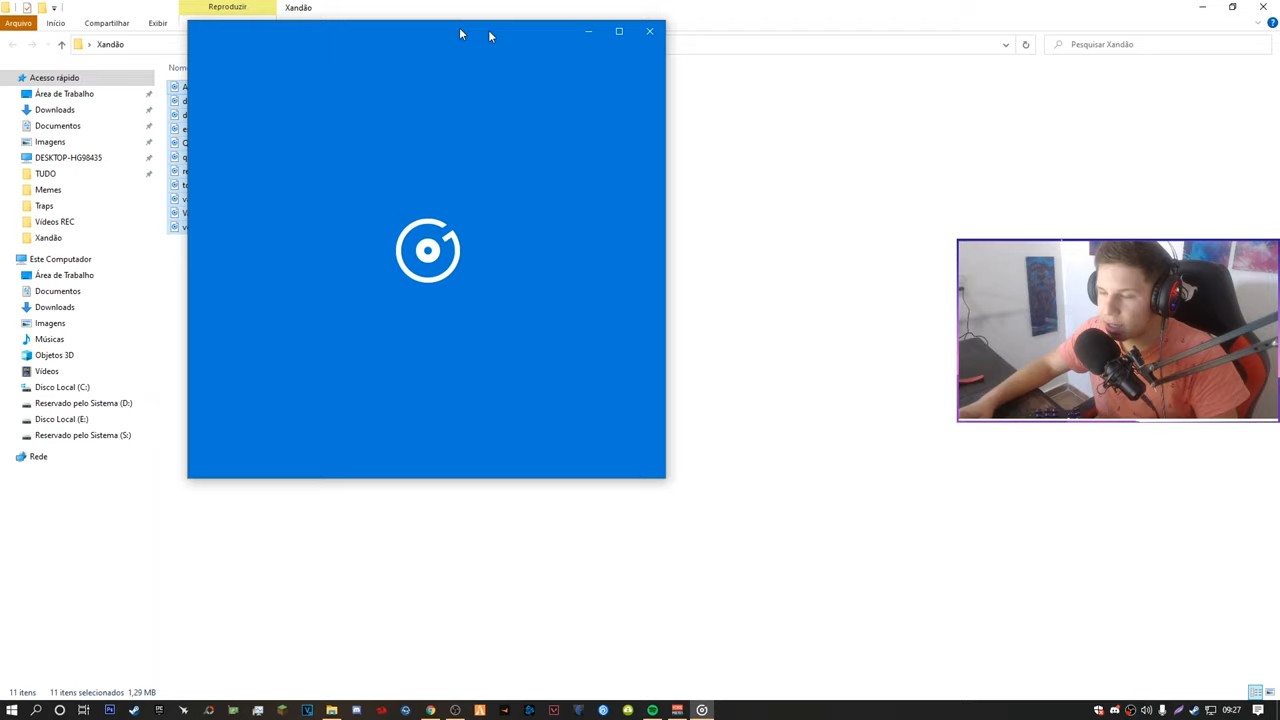 Reproduzir
Xandão
Arquivo
Início
Compartilhar
Exibir
Xandão
Pesquisar Xandão
Acesso rápido
Área de Trabalho
Downloads
Documentos
Imagens
DESKTOP-HG98435
TUDO
Memes
Traps
Vídeos REC
Xandão
Este Computador
Área de Trabalho
Documentos
Downloads
Imagens
Músicas
Objetos 3D
Vídeos
Disco Local (C:)
Reservado pelo Sistema (D:)
Disco Local (E:)
Reservado pelo Sistema (S:)
Rede
11 itens
11 itens selecionados 1,29 MB
09:27